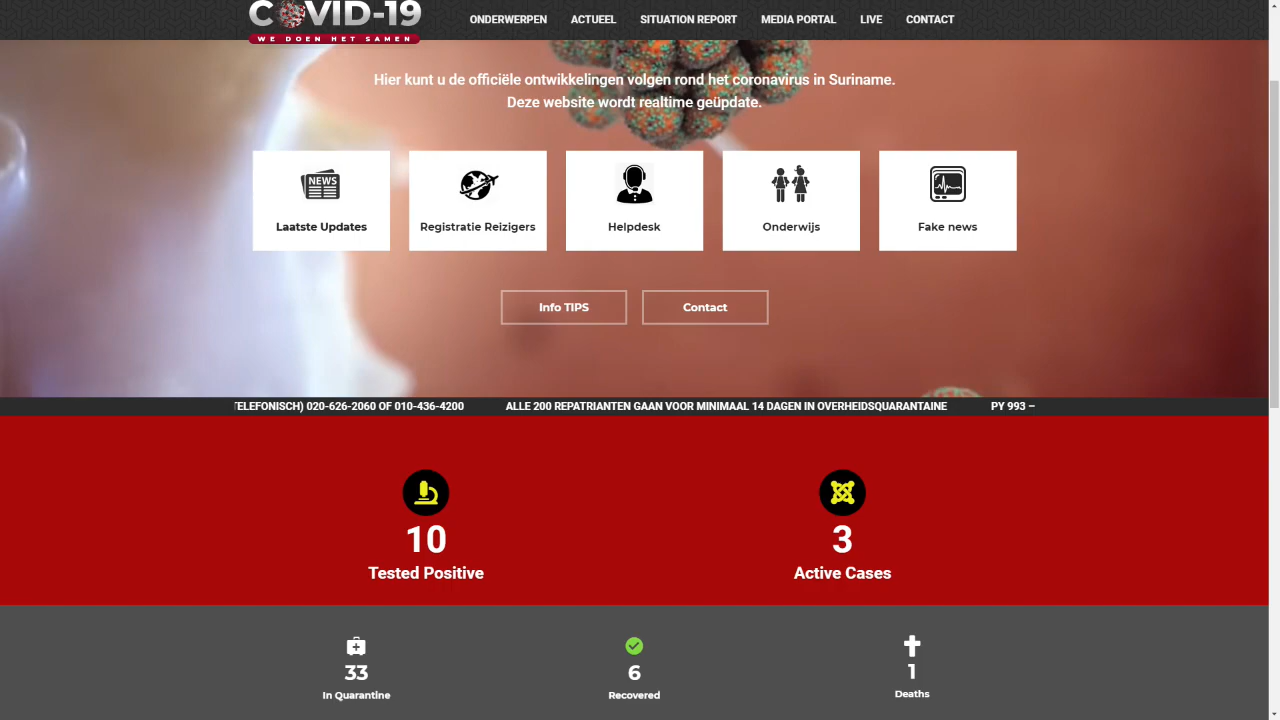 COVID-19
WE DOEN HET SAMEN
ONDERWERPEN ACTUEEL SITUATION REPORT MEDIA PORTAL LIVE CONTACT
Hier kunt u de officiële ontwikkelingen volgen rond het coronavirus in Suriname.
Deze website wordt realtime geüpdate.
NEWS
Laatste Updates Registratie Reizigers Helpdesk Onderwijs Fake news
Info TIPS Contact
TELEFONISCH) 020-626-2060 OF 010-436-4200 ALLE 200 REPATRIANTEN GAAN VOOR MINIMAAL 14 DAGEN IN OVERHEIDSQUARANTAINE PY 993 –
10 3
Tested Positive Active Cases
33 6 1
In Quarantine Recovered Deaths